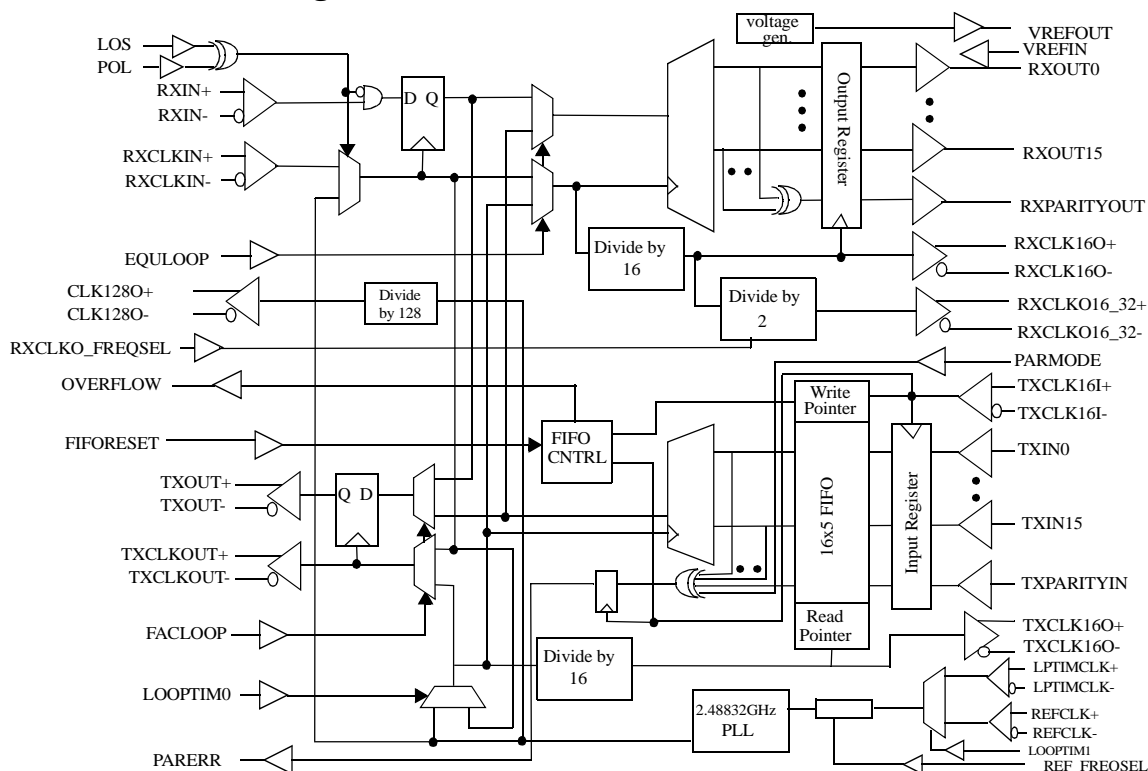 voltage
gen.
VREFOUT
VREFIN
RXOUT0
LOS
POL
RXIN+
RXIN-
D Q
Output Register
RXCLKIN+
RXCLKIN-
RXOUT15
RXPARITYOUT
EQULOOP
Divide by
16
RXCLK16O+
RXCLK16O-
CLK128O+
CLK128O-
Divide
by 128
Divide by
2
RXCLKO16_32+
RXCLKO16_32-
RXCLKO_FREQSEL
PARMODE
OVERFLOW
Write
Pointer
TXCLK16I+
TXCLK16I-
FIFORESET
FIFO
CNTRL
TXIN0
TXOUT+
TXOUT-
Q D
16x5 FIFO
Input Register
TXIN15
TXCLKOUT+
TXCLKOUT-
TXPARITYIN
FACLOOP
Read
Pointer
TXCLK16O+
TXCLK16O-
Divide by
16
LOOPTIM0
LPTIMCLK+
LPTIMCLK-
2.48832GHz
PLL
REFCLK+
REFCLK-
LOOPTIM1
PARERR
REF_FREQSEL